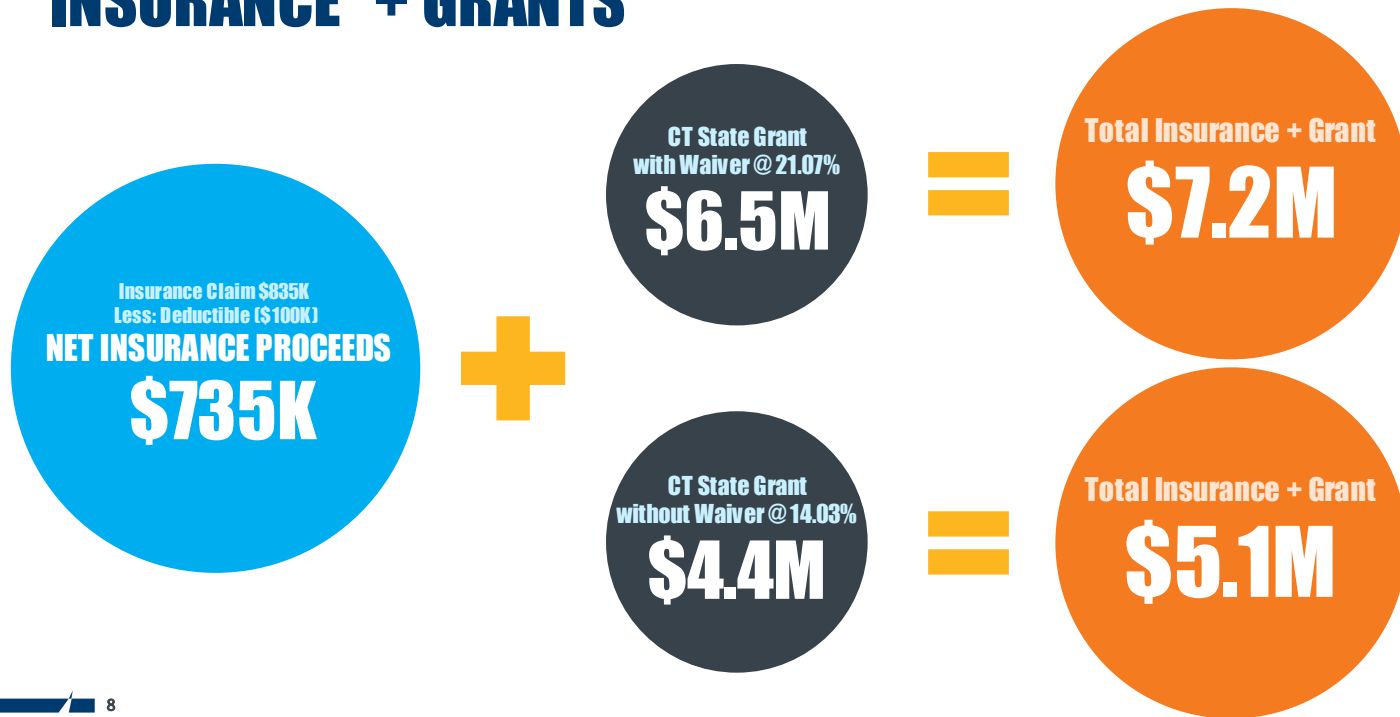 INSURANCE + GRANTS
Insurance Claim $835K
Less: Deductible ($100K)
NET INSURANCE PROCEEDS
$735K
CT State Grant
with Waiver @ 21.07%
$6.5M
Total Insurance + Grant
$7.2M
CT State Grant
without Waiver @ 14.03%
$4.4M
Total Insurance + Grant
$5.1M
8